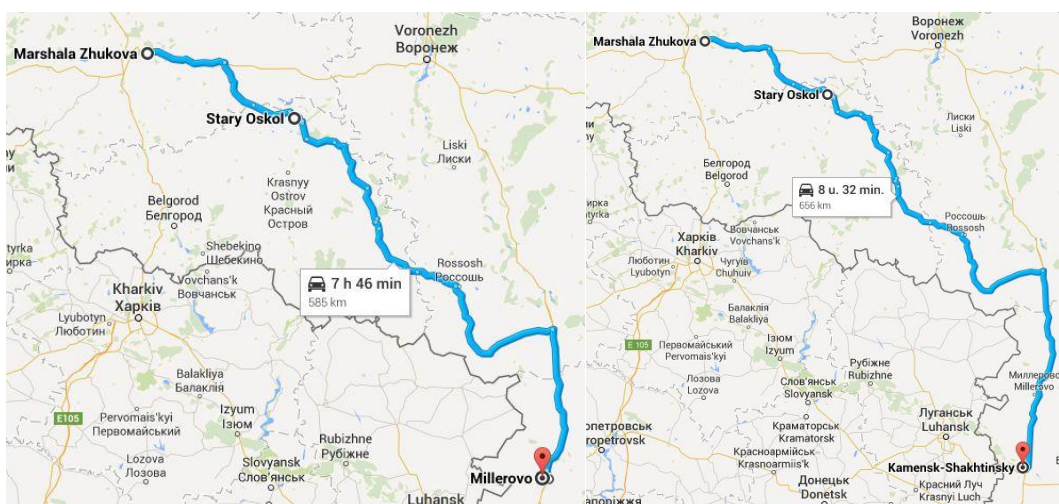 Voronezh
Воронеж
Marshala Zhukova
Stary Oskol
Liski
Лиски
Krasnyy
Ostrov
Красный
Остров
Belgorod
Белгород
Shebekino
Шебекино
Vovchans'k
Вовчанськ
Rossosh
Россошь
7 h 46 min
585 km
Kharkiv
Харків
Lyubotyn
Люботин
Balakliya
Балаклія
E105
Pervomais'kyi
Первомайський
Izyum
Ізюм
Rubizhne
Рубіжне
Lozova
Лозова
Slovyansk
Слов'янськ
Millerovo
Luhansk
Воронеж
Voronezh
Marshala Zhukova
Stary Oskol
Лиски
Liski
Белгород
Belgorod
8 u. 32 min.
656 km
Россошь
Rossosh
Вовчанськ
Vovchans'k
Харків
Kharkiv
Люботин
Lyubotyn
Чугуїв
Chuhuiv
Балаклія
Balakliya
E 105
Первомайський
Pervomais'kyi
Ізюм
Izyum
Рубіжне
Rubizhne
Миллерово
Millerovo
Лозова
Lozova
Слов'янськ
Slovyansk
Луганськ
Luhansk
Краматорськ
Kramatorsk
Красноармійськ
Krasnoarmiis'k
Kamensk-Shakhtinsky
Красний Луч
Krasnyi Luch
Донецьк
Donetsk